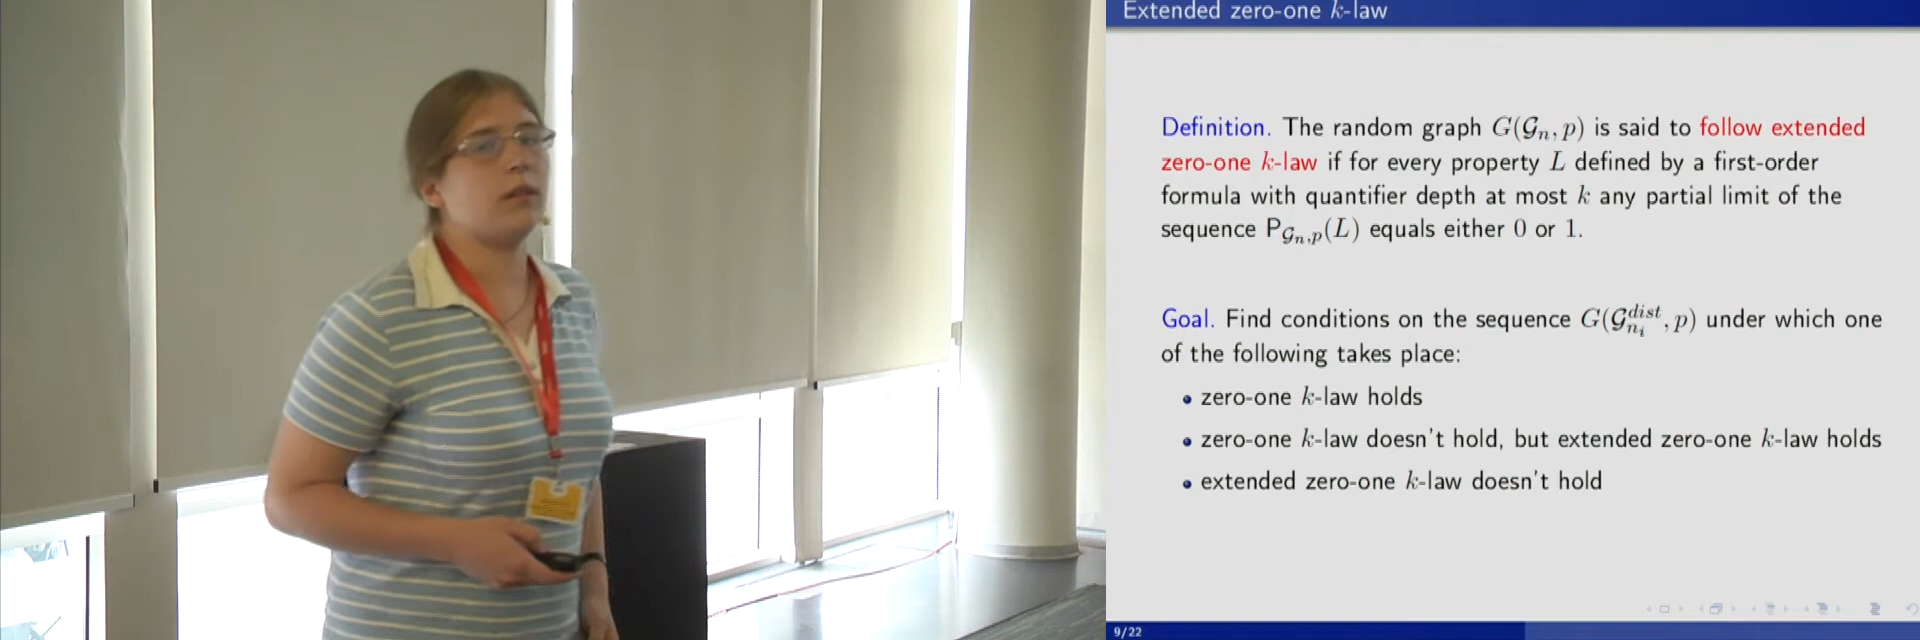 Extended zero-one k-law
Definition. The random graph G(𝒢ₙ, p) is said to follow extended
zero-one k-law if for every property L defined by a first-order
formula with quantifier depth at most k any partial limit of the
sequence P_{𝒢ₙ,p}(L) equals either 0 or 1.
Goal. Find conditions on the sequence G(𝒢_{n_i}^{dist}, p) under which one
of the following takes place:
• zero-one k-law holds
• zero-one k-law doesn't hold, but extended zero-one k-law holds
• extended zero-one k-law doesn't hold
9/22